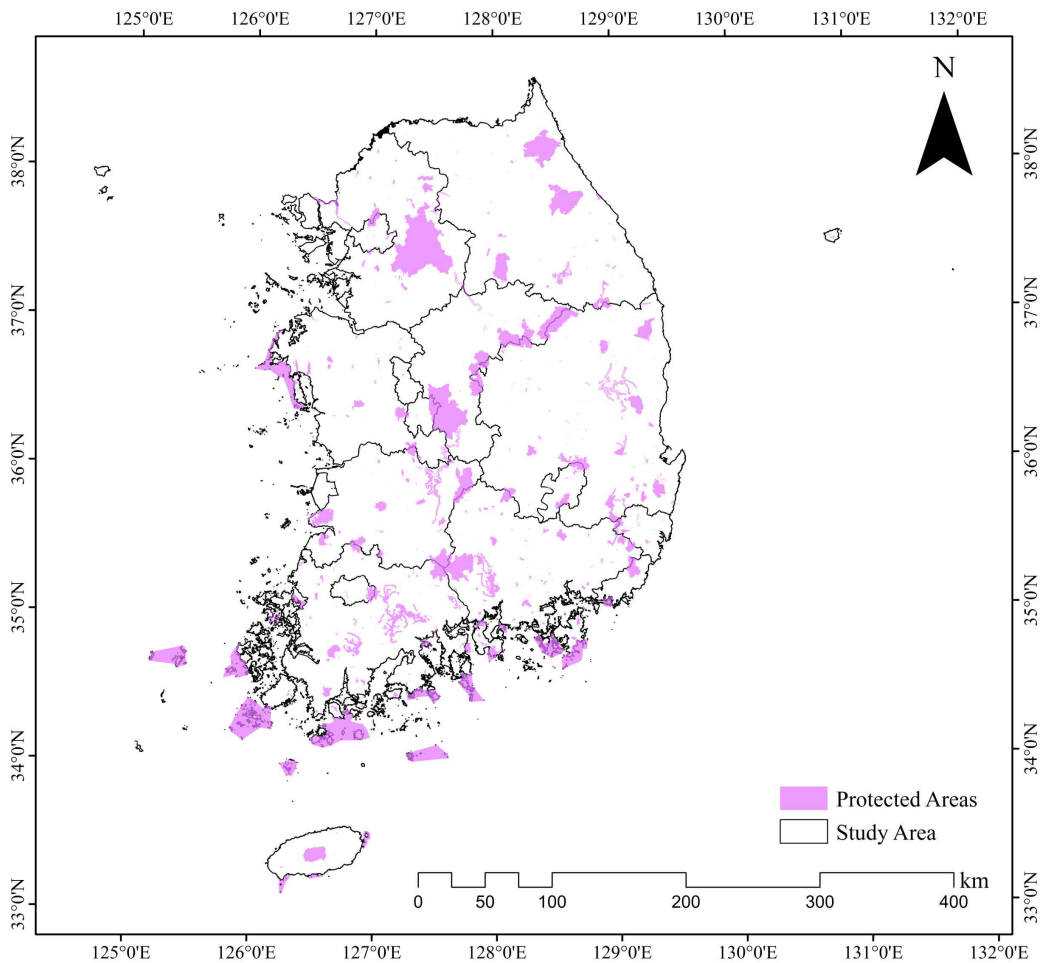 125°0'E 126°0'E 127°0'E 128°0'E 129°0'E 130°0'E 131°0'E 132°0'E
N
38°0'N 38°0'N
37°0'N 37°0'N
36°0'N 36°0'N
35°0'N 35°0'N
34°0'N 34°0'N
Protected Areas
Study Area
km
0 50 100 200 300 400
33°0'N 33°0'N
125°0'E 126°0'E 127°0'E 128°0'E 129°0'E 130°0'E 131°0'E 132°0'E